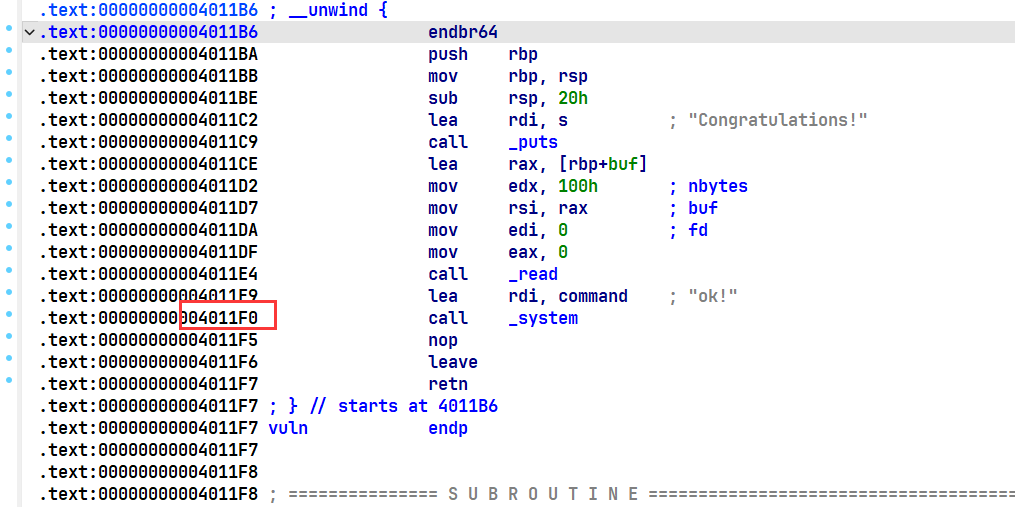 .text:00000000004011B6 ; __unwind {
.text:00000000004011B6 endbr64
.text:00000000004011BA push rbp
.text:00000000004011BB mov rbp, rsp
.text:00000000004011BE sub rsp, 20h
.text:00000000004011C2 lea rdi, s ; "Congratulations!"
.text:00000000004011C9 call _puts
.text:00000000004011CE lea rax, [rbp+buf]
.text:00000000004011D2 mov edx, 100h ; nbytes
.text:00000000004011D7 mov rsi, rax ; buf
.text:00000000004011DA mov edi, 0 ; fd
.text:00000000004011DF mov eax, 0
.text:00000000004011E4 call _read
.text:00000000004011E9 lea rdi, command ; "ok!"
.text:00000000004011F0 call _system
.text:00000000004011F5 nop
.text:00000000004011F6 leave
.text:00000000004011F7 retn
.text:00000000004011F7 ; } // starts at 4011B6
.text:00000000004011F7 vuln endp
.text:00000000004011F7
.text:00000000004011F8
.text:00000000004011F8 ; =============== S U B R O U T I N E =======================================